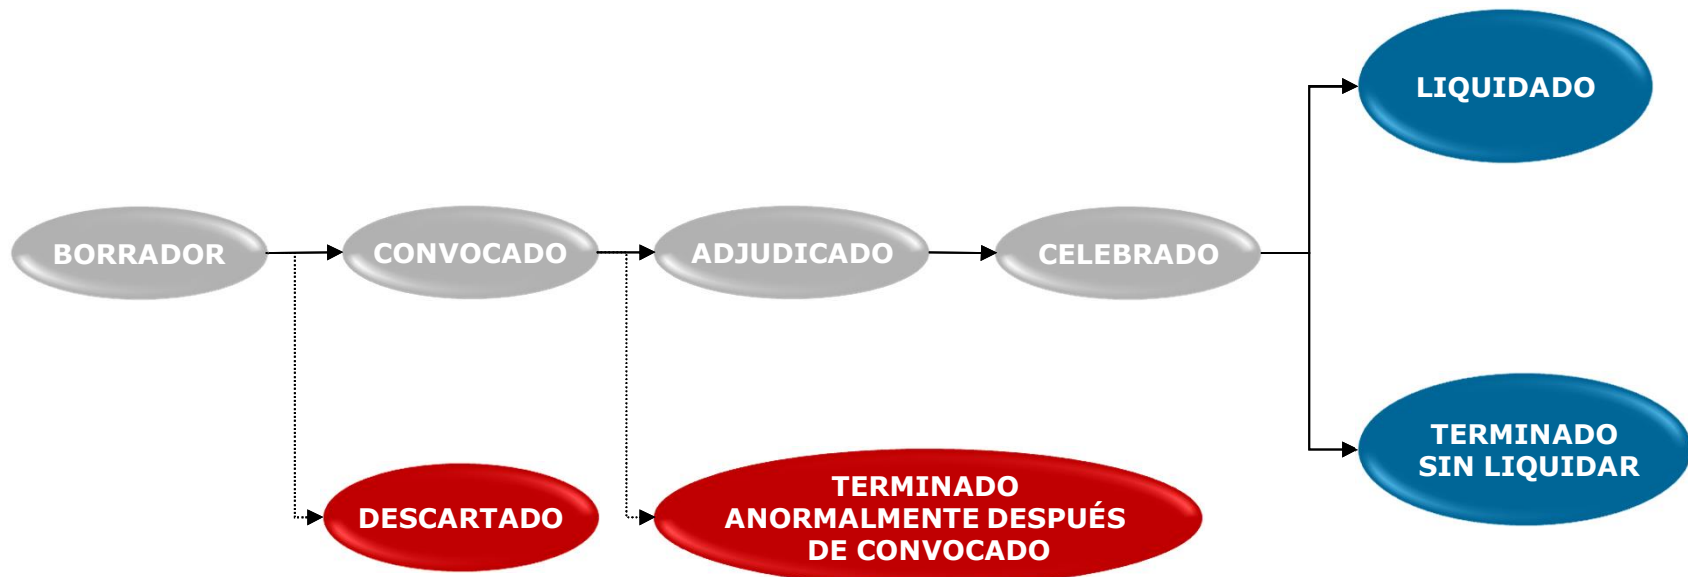 LIQUIDADO
BORRADOR
CONVOCADO
ADJUDICADO
CELEBRADO
TERMINADO
SIN LIQUIDAR
DESCARTADO
TERMINADO
ANORMALMENTE DESPUÉS
DE CONVOCADO